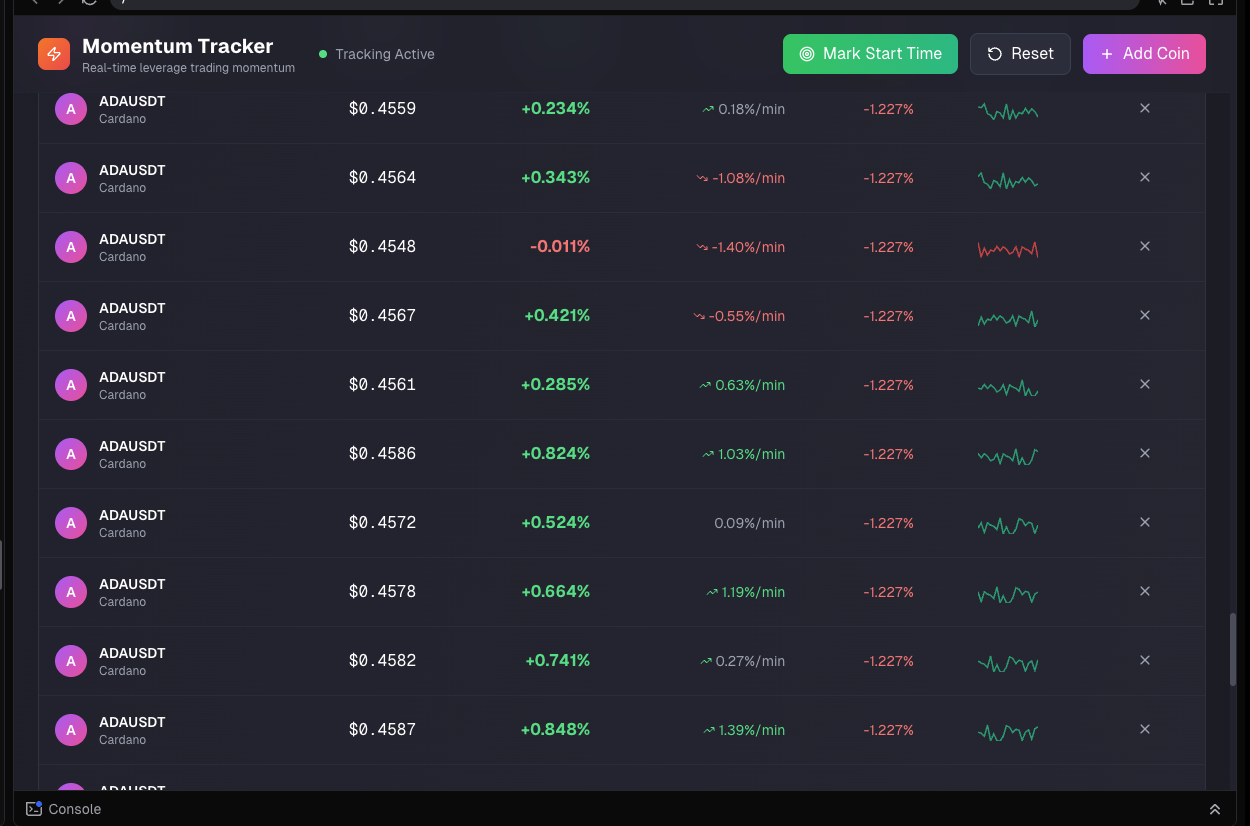 Momentum Tracker
Real-time leverage trading momentum
Tracking Active
Mark Start Time
Reset
+ Add Coin
A ADAUSDT $0.4559 +0.234% 0.18%/min -1.227% ×
Cardano
A ADAUSDT $0.4564 +0.343% -1.08%/min -1.227% ×
Cardano
A ADAUSDT $0.4548 -0.011% -1.40%/min -1.227% ×
Cardano
A ADAUSDT $0.4567 +0.421% -0.55%/min -1.227% ×
Cardano
A ADAUSDT $0.4561 +0.285% 0.63%/min -1.227% ×
Cardano
A ADAUSDT $0.4586 +0.824% 1.03%/min -1.227% ×
Cardano
A ADAUSDT $0.4572 +0.524% 0.09%/min -1.227% ×
Cardano
A ADAUSDT $0.4578 +0.664% 1.19%/min -1.227% ×
Cardano
A ADAUSDT $0.4582 +0.741% 0.27%/min -1.227% ×
Cardano
A ADAUSDT $0.4587 +0.848% 1.39%/min -1.227% ×
Cardano
ADAUSDT
Console